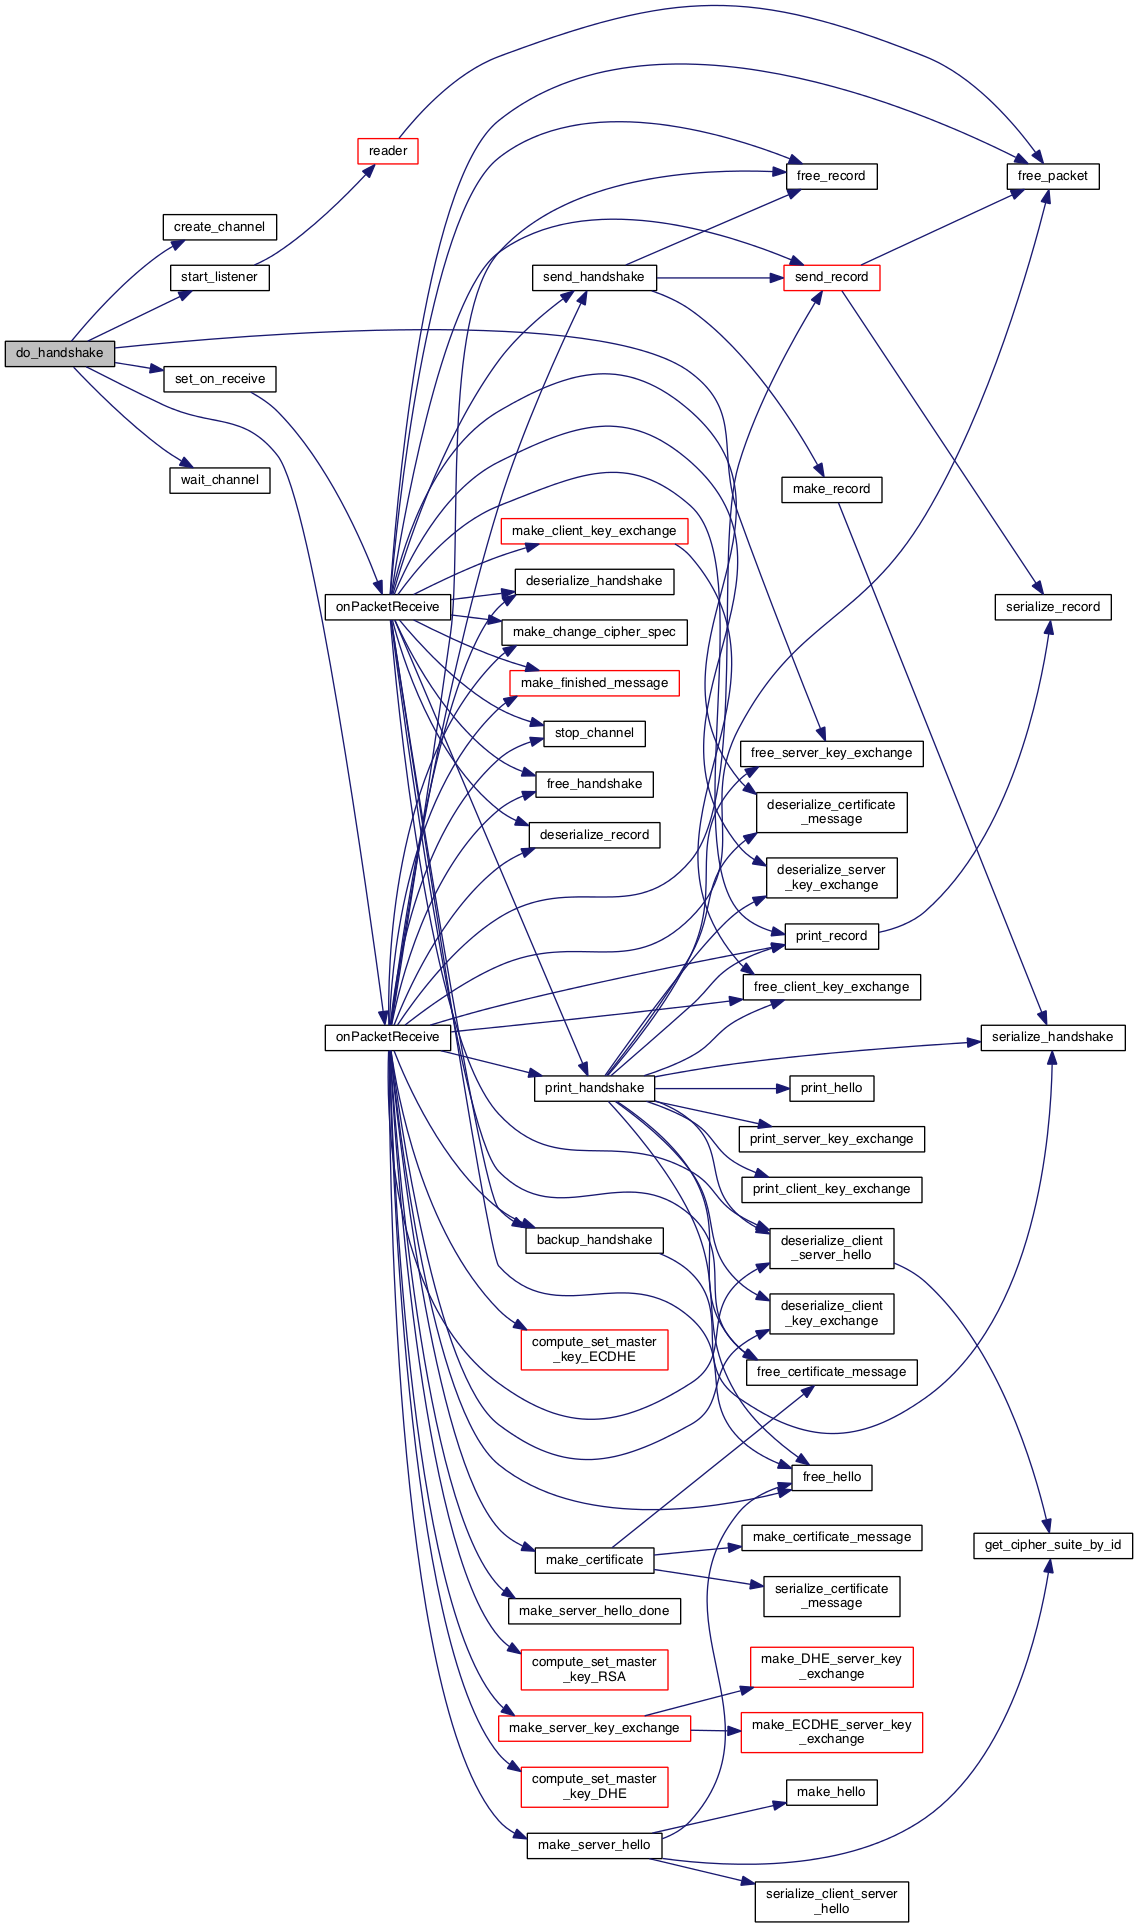 reader
free_record
free_packet
create_channel
start_listener
send_handshake
send_record
do_handshake
set_on_receive
wait_channel
make_record
make_client_key_exchange
deserialize_handshake
onPacketReceive
serialize_record
make_change_cipher_spec
make_finished_message
stop_channel
free_server_key_exchange
free_handshake
deserialize_certificate
_message
deserialize_record
deserialize_server
_key_exchange
print_record
free_client_key_exchange
onPacketReceive
serialize_handshake
print_handshake
print_hello
print_server_key_exchange
print_client_key_exchange
backup_handshake
deserialize_client
_server_hello
deserialize_client
_key_exchange
compute_set_master
_key_ECDHE
free_certificate_message
free_hello
make_certificate_message
get_cipher_suite_by_id
make_certificate
serialize_certificate
_message
make_server_hello_done
compute_set_master
_key_RSA
make_DHE_server_key
_exchange
make_server_key_exchange
make_ECDHE_server_key
_exchange
compute_set_master
_key_DHE
make_hello
make_server_hello
serialize_client_server
_hello